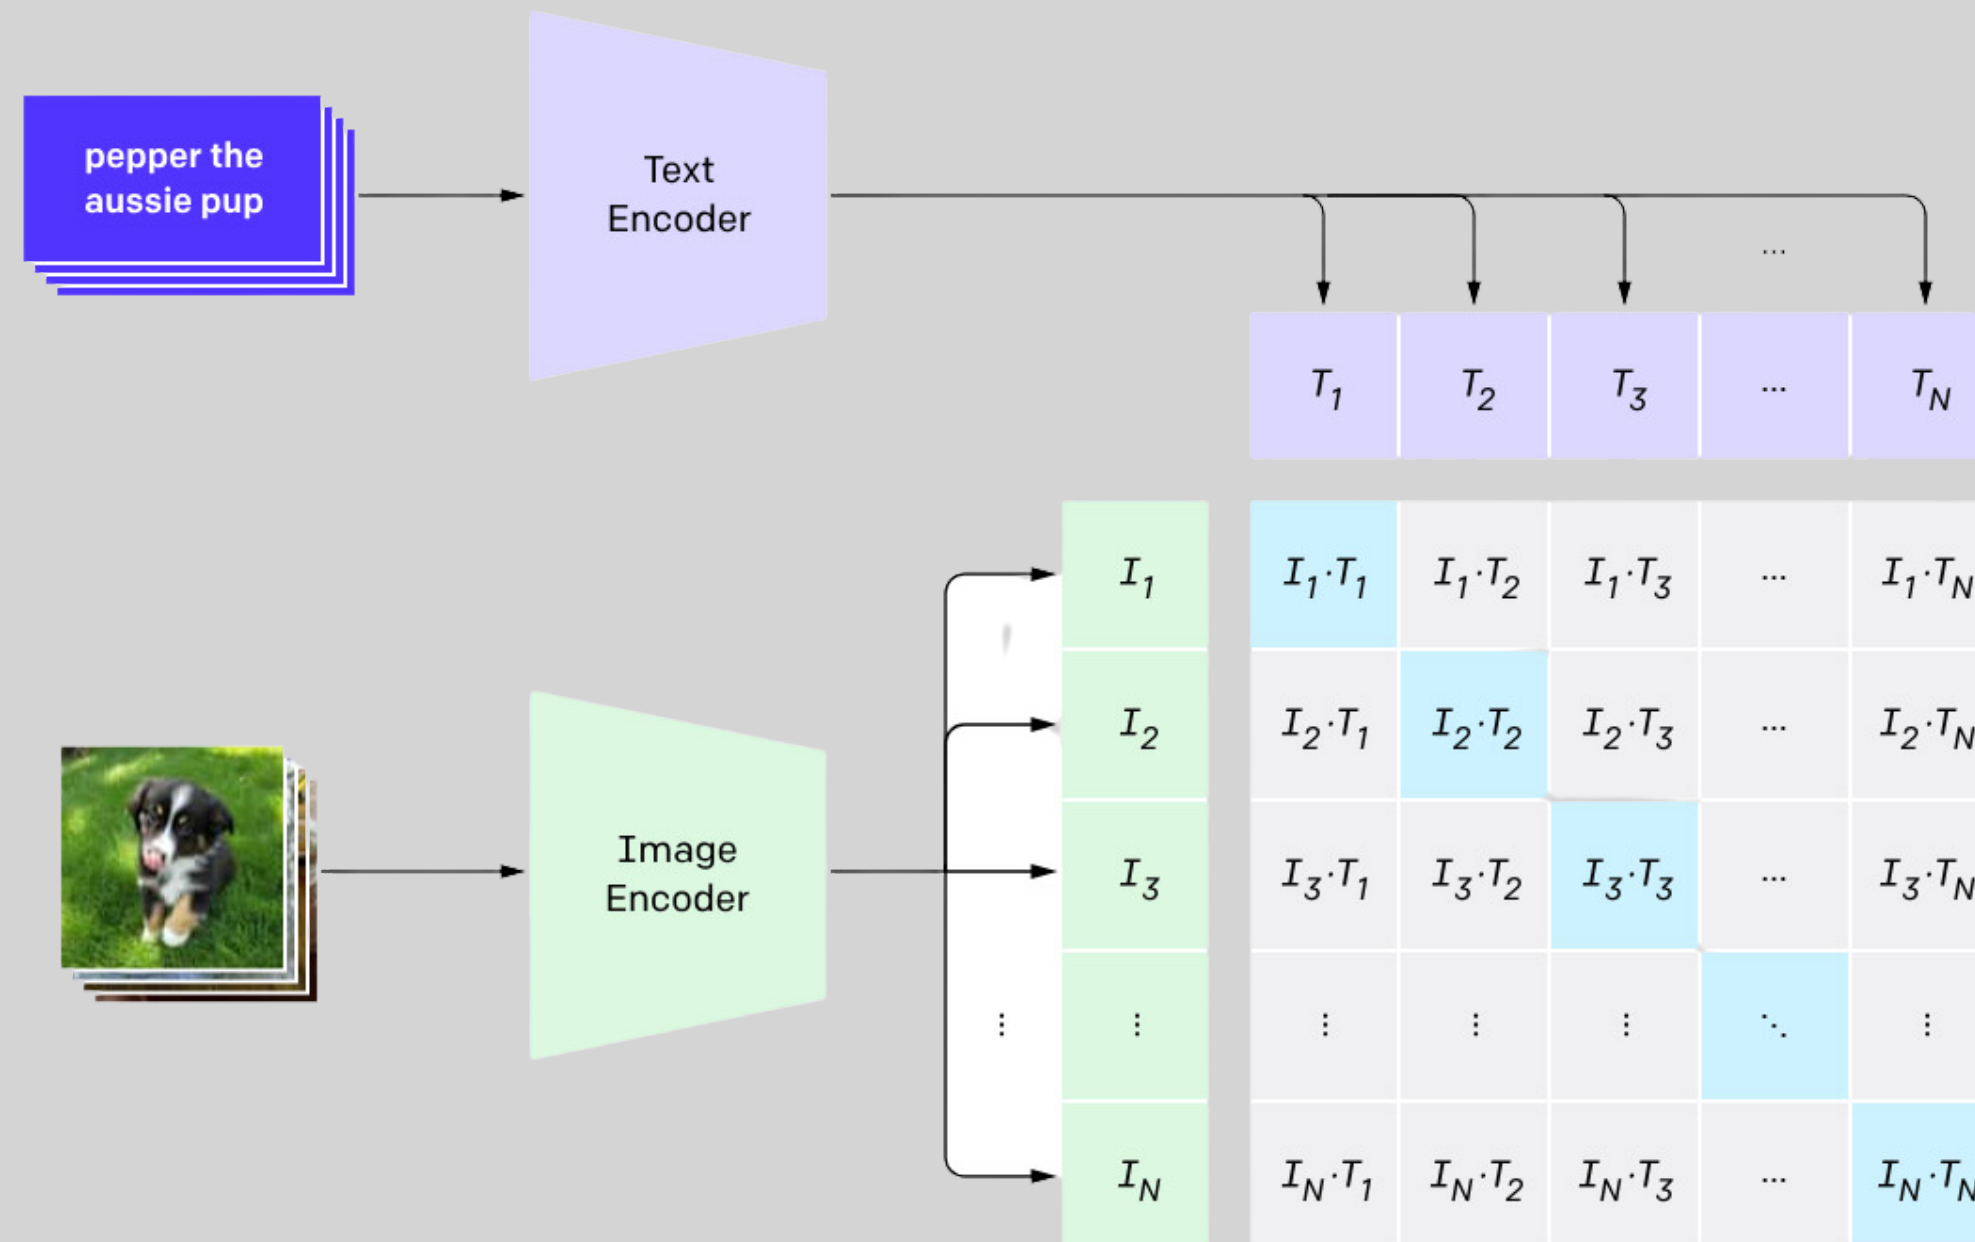 pepper the
aussie pup
Text
Encoder
...
T1 T2 T3 ... TN
I1 I1·T1 I1·T2 I1·T3 ... I1·TN
I2 I2·T1 I2·T2 I2·T3 ... I2·TN
Image
Encoder
I3 I3·T1 I3·T2 I3·T3 ... I3·TN
⋮ ⋮ ⋮ ⋮ ⋮ ⋱ ⋮
IN IN·T1 IN·T2 IN·T3 ... IN·TN